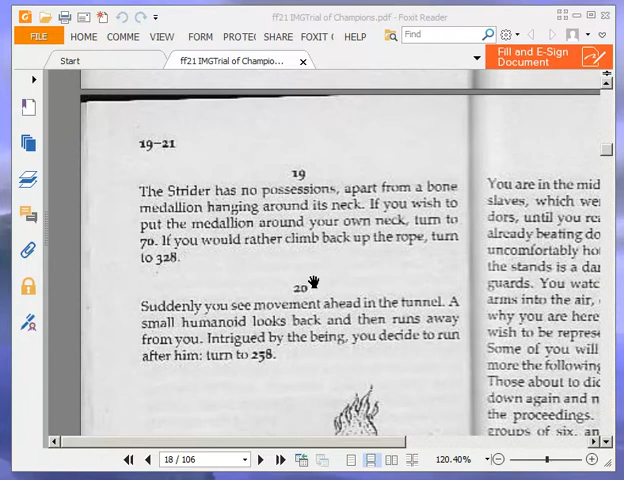 ff21 IMGTrial of Champions.pdf - Foxit Reader
FILE HOME COMME VIEW FORM PROTEC SHARE FOXIT C HELP Find
Fill and E-Sign
Document
Start ff21 IMGTrial of Champio...
19–21
19
The Strider has no possessions, apart from a bone
medallion hanging around its neck. If you wish to
put the medallion around your own neck, turn to
70. If you would rather climb back up the rope, turn
to 328.
20
Suddenly you see movement ahead in the tunnel. A
small humanoid looks back and then runs away
from you. Intrigued by the being, you decide to run
after him: turn to 258.
You are in the mid
slaves, which
dors, until you
already beating do
uncomfortably
the stands is a
guards. You
arms into the air,
why you are here
wish to be
Some of you will
more the following
Those about to
down again and
the proceedings.
groups of six,
18 / 106 120.40%